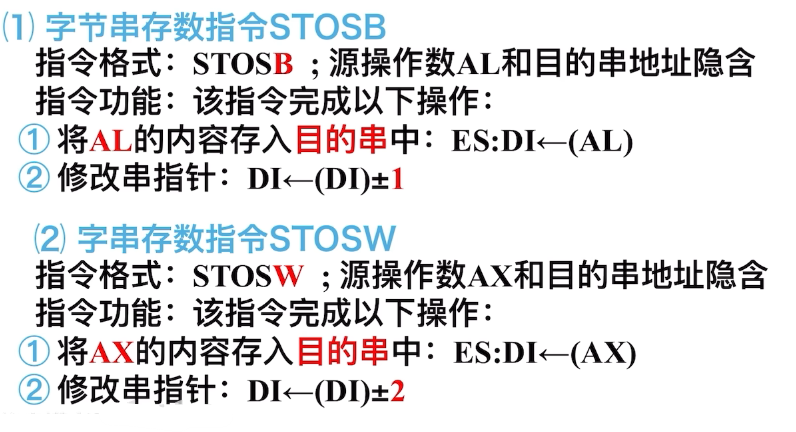 ⑴ 字节串存数指令STOSB
指令格式：STOSB ；源操作数AL和目的串地址隐含
指令功能：该指令完成以下操作：
① 将AL的内容存入目的串中：ES:DI←(AL)
② 修改串指针：DI←(DI)±1
⑵ 字串存数指令STOSW
指令格式：STOSW ；源操作数AX和目的串地址隐含
指令功能：该指令完成以下操作：
① 将AX的内容存入目的串中：ES:DI←(AX)
② 修改串指针：DI←(DI)±2